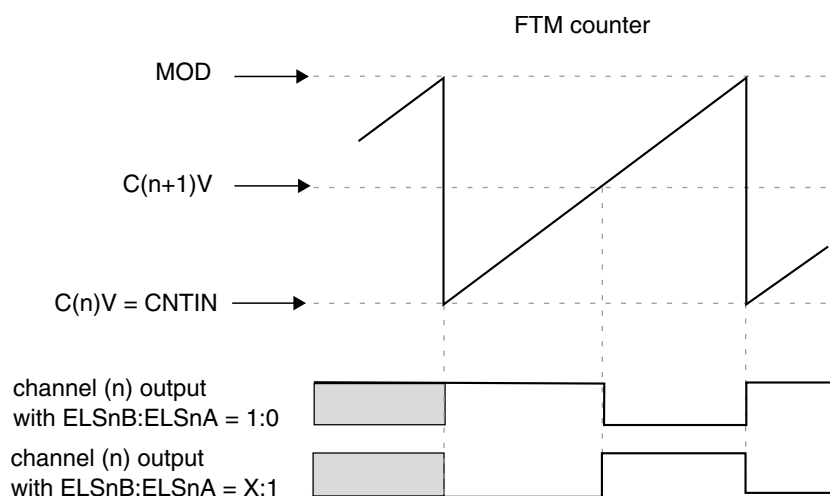 FTM counter
MOD
C(n+1)V
C(n)V = CNTIN
channel (n) output
with ELSnB:ELSnA = 1:0
channel (n) output
with ELSnB:ELSnA = X:1